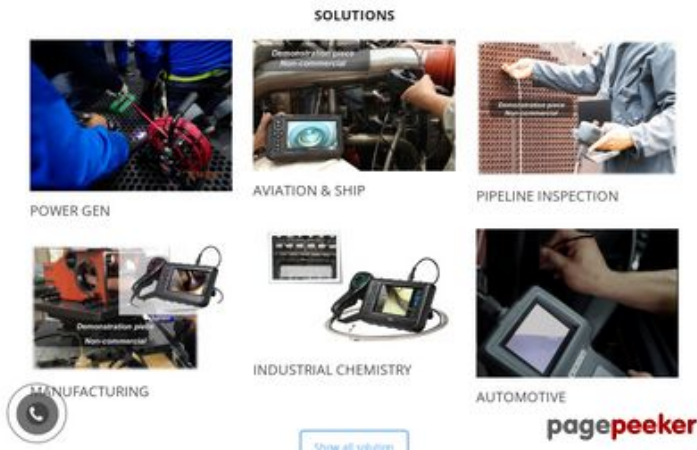 SOLUTIONS
Demonstration piece
Non-commercial
Demonstration piece
Non-commercial
POWER GEN
AVIATION & SHIP
PIPELINE INSPECTION
Demonstration piece
Non-commercial
MANUFACTURING
INDUSTRIAL CHEMISTRY
AUTOMOTIVE
Show all solution
pagepeeker